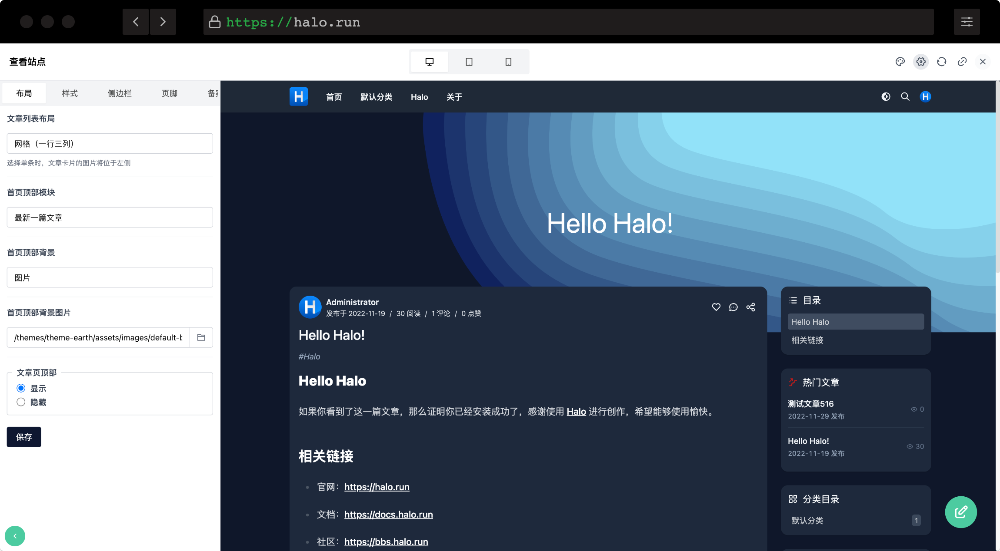 https://halo.run
查看站点
布局 样式 侧边栏 页脚 备案
文章列表布局
网格（一行三列）
选择单条时，文章卡片的图片将位于左侧
首页顶部模块
最新一篇文章
首页顶部背景
图片
首页顶部背景图片
/themes/theme-earth/assets/images/default-b
文章页顶部
显示
隐藏
保存
H 首页 默认分类 Halo 关于 H
Hello Halo!
H
Administrator
发布于 2022-11-19 / 30 阅读 / 1 评论 / 0 点赞
Hello Halo!
#Halo
Hello Halo
如果你看到了这一篇文章，那么证明你已经安装成功了，感谢使用 Halo 进行创作，希望能够使用愉快。
相关链接
官网：https://halo.run
文档：https://docs.halo.run
社区：https://bbs.halo.run
目录
Hello Halo
相关链接
热门文章
测试文章516
2022-11-29 发布
0
Hello Halo!
2022-11-19 发布
30
分类目录
默认分类 1